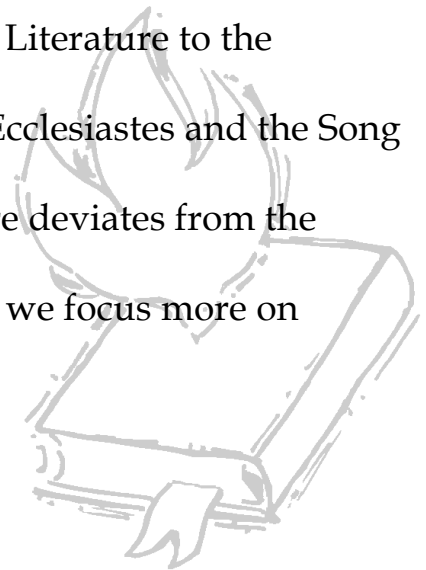 Literature to the
Ecclesiastes and the Song
e deviates from the
we focus more on